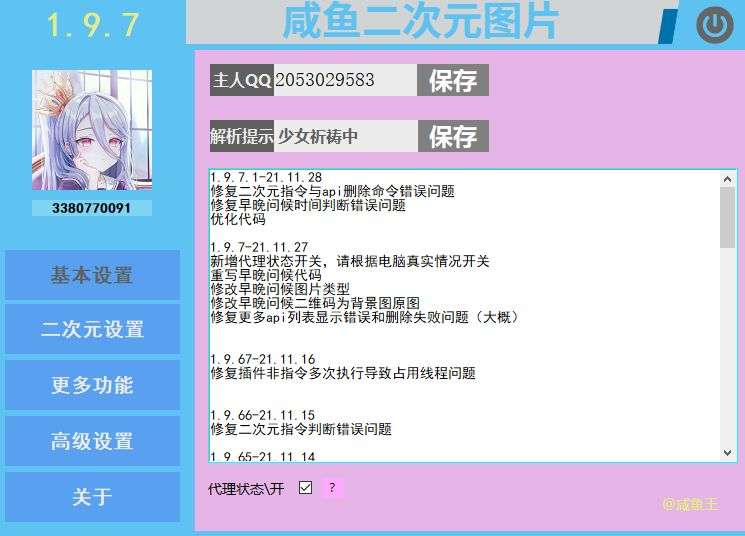 1.9.7
咸鱼二次元图片
3380770091
基本设置
二次元设置
更多功能
高级设置
关于
主人QQ 2053029583 保存
解析提示 少女祈祷中 保存
1.9.7.1-21.11.28
修复二次元指令与api删除命令错误问题
修复早晚问候时间判断错误问题
优化代码
1.9.7-21.11.27
新增代理状态开关，请根据电脑真实情况开关
重写早晚问候代码
修改早晚问候图片类型
修改早晚问候二维码为背景图原图
修复更多api列表显示错误和删除失败问题（大概）
1.9.67-21.11.16
修复插件非指令多次执行导致占用线程问题
1.9.66-21.11.15
修复二次元指令判断错误问题
1.9.65-21.11.14
代理状态\开 ?
@咸鱼王